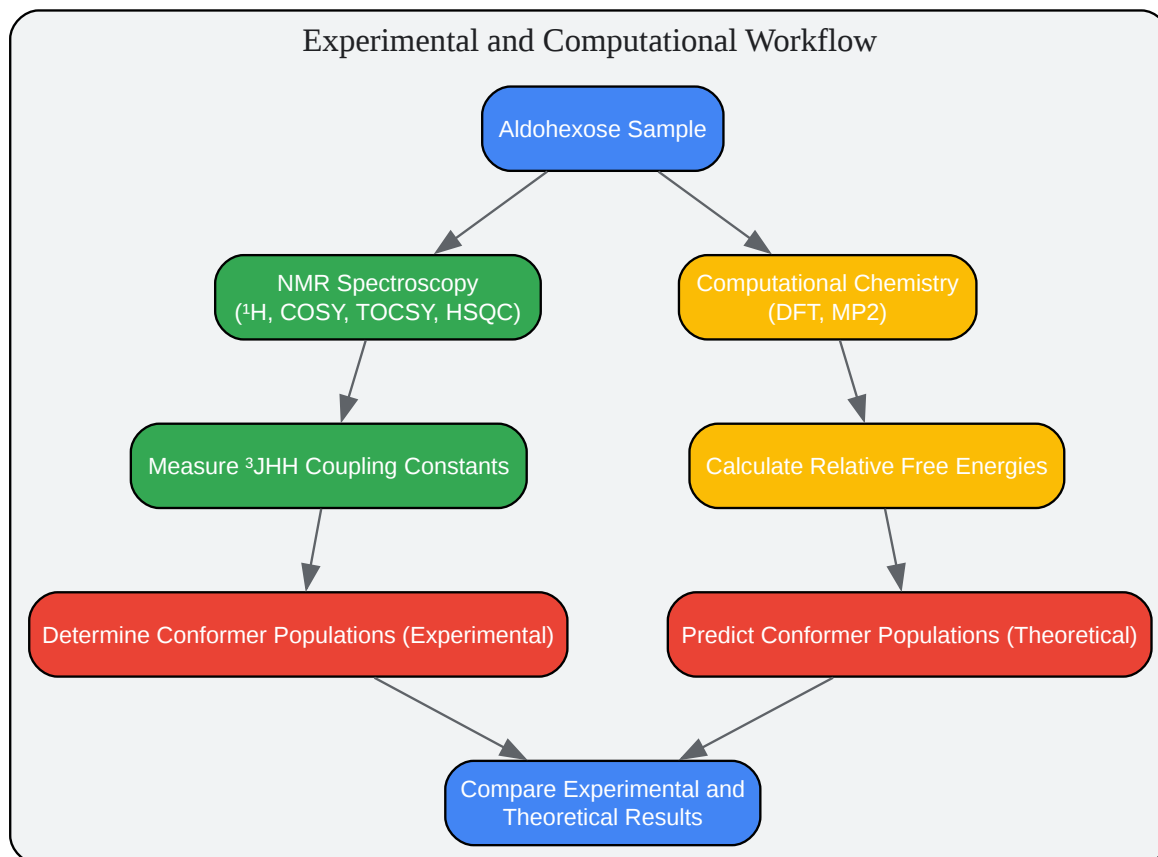 Experimental and Computational Workflow
Aldohexose Sample
NMR Spectroscopy
(¹H, COSY, TOCSY, HSQC)
Computational Chemistry
(DFT, MP2)
Measure ³JHH Coupling Constants
Calculate Relative Free Energies
Determine Conformer Populations (Experimental)
Predict Conformer Populations (Theoretical)
Compare Experimental and
Theoretical Results